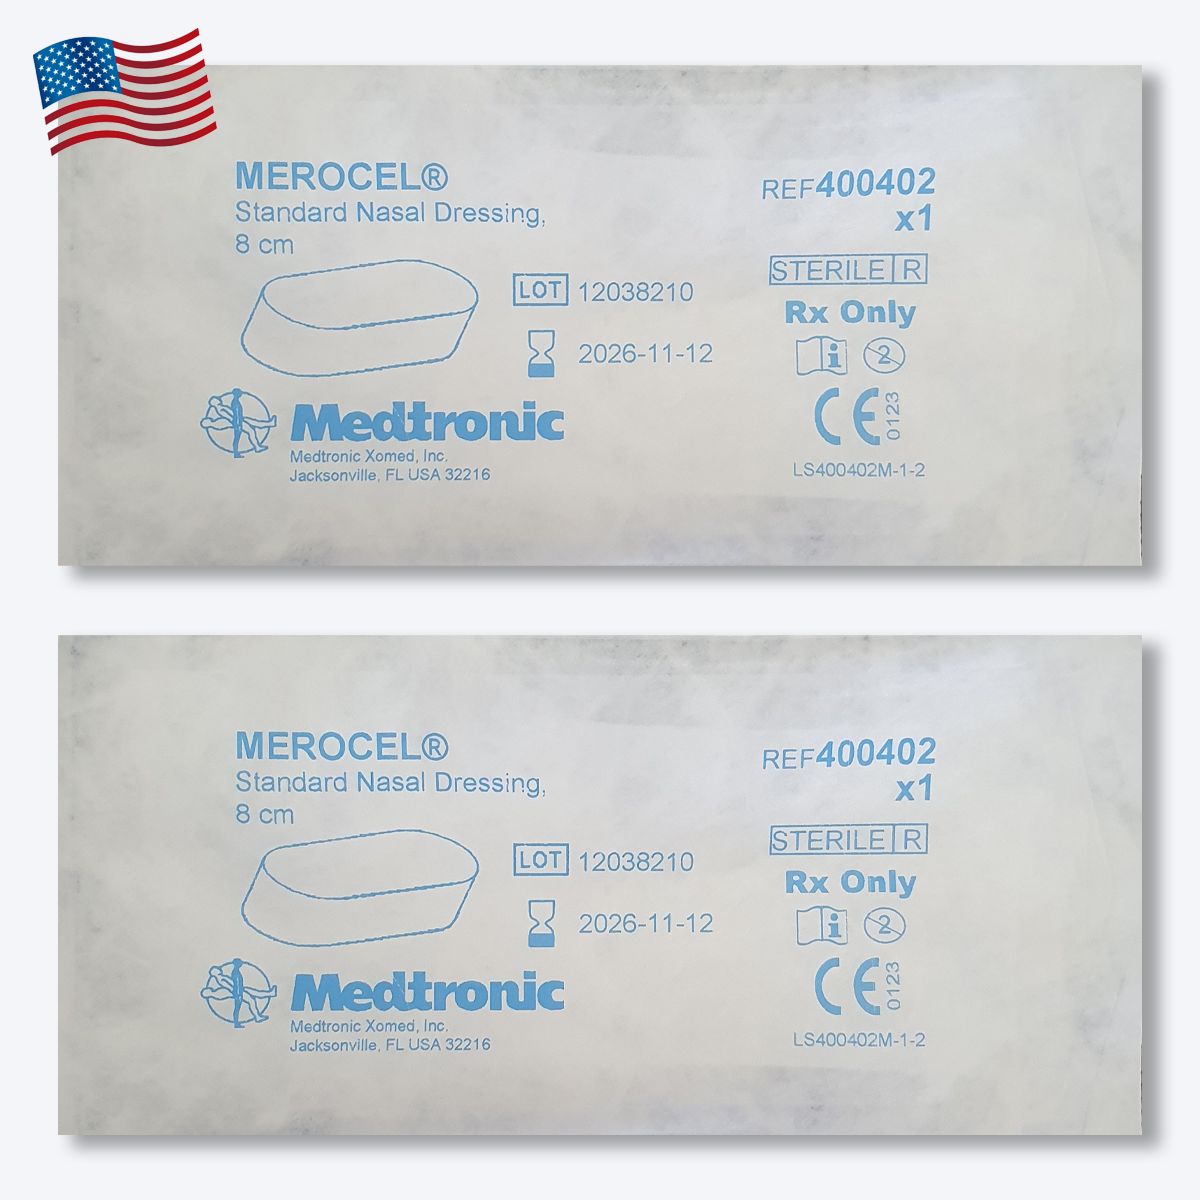 MEROCEL®
Standard Nasal Dressing,
8 cm
REF400402
x1
LOT 12038210
2026-11-12
STERILE R
Rx Only
i 2
CE 0123
Medtronic
Medtronic Xomed, Inc.
Jacksonville, FL USA 32216
LS400402M-1-2
MEROCEL®
Standard Nasal Dressing,
8 cm
REF400402
x1
LOT 12038210
2026-11-12
STERILE R
Rx Only
i 2
CE 0123
Medtronic
Medtronic Xomed, Inc.
Jacksonville, FL USA 32216
LS400402M-1-2